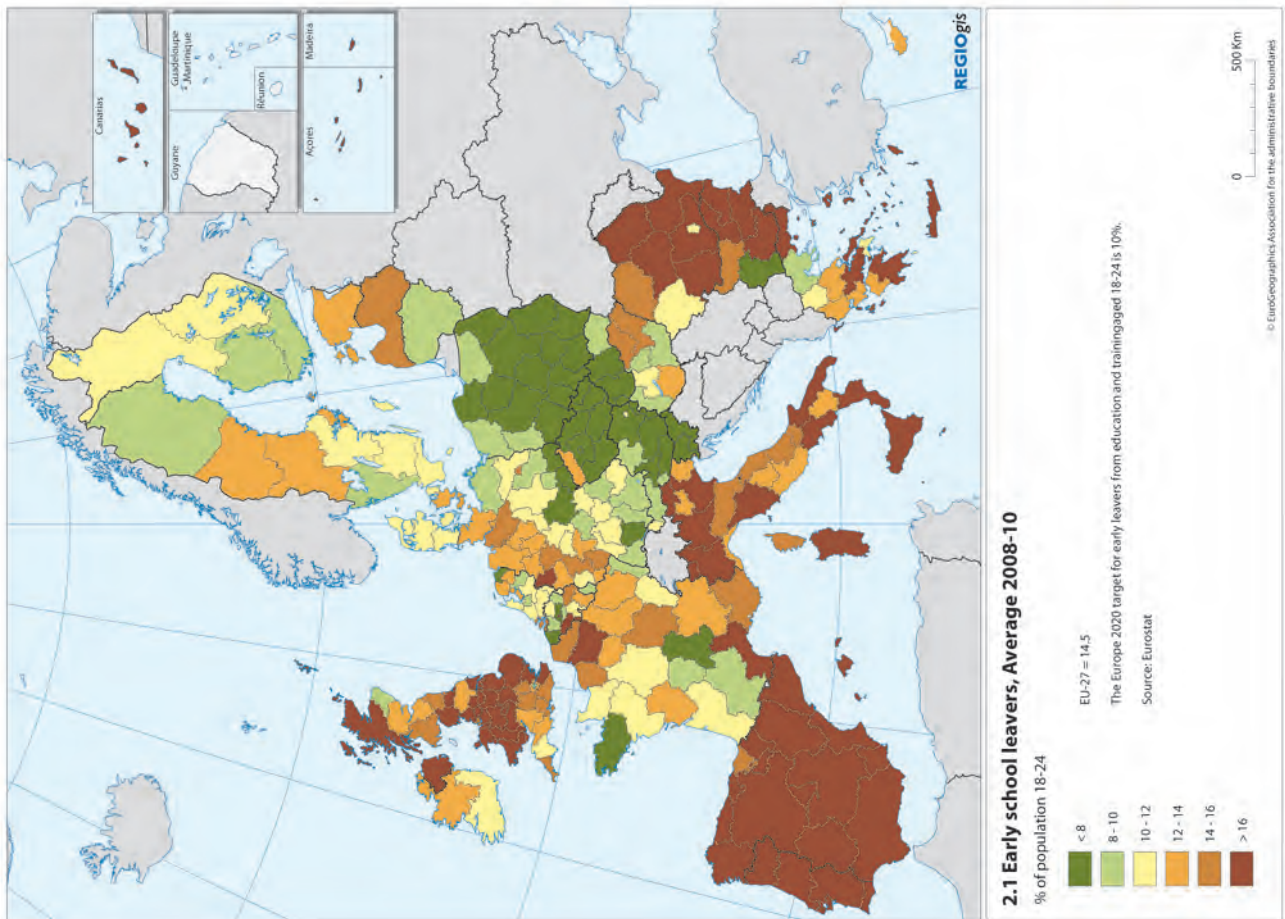 Canarias
Guadeloupe
Martinique
Guyane
Réunion
Açores
Madeira
REGIOgis
2.1 Early school leavers, Average 2008-10
% of population 18-24
< 8
8 - 10
10 - 12
12 - 14
14 - 16
> 16
EU-27 = 14.5
The Europe 2020 target for early leavers from education and trainingaged 18-24 is 10%.
Source: Eurostat
0
500 Km
© EuroGeographics Association for the administrative boundaries